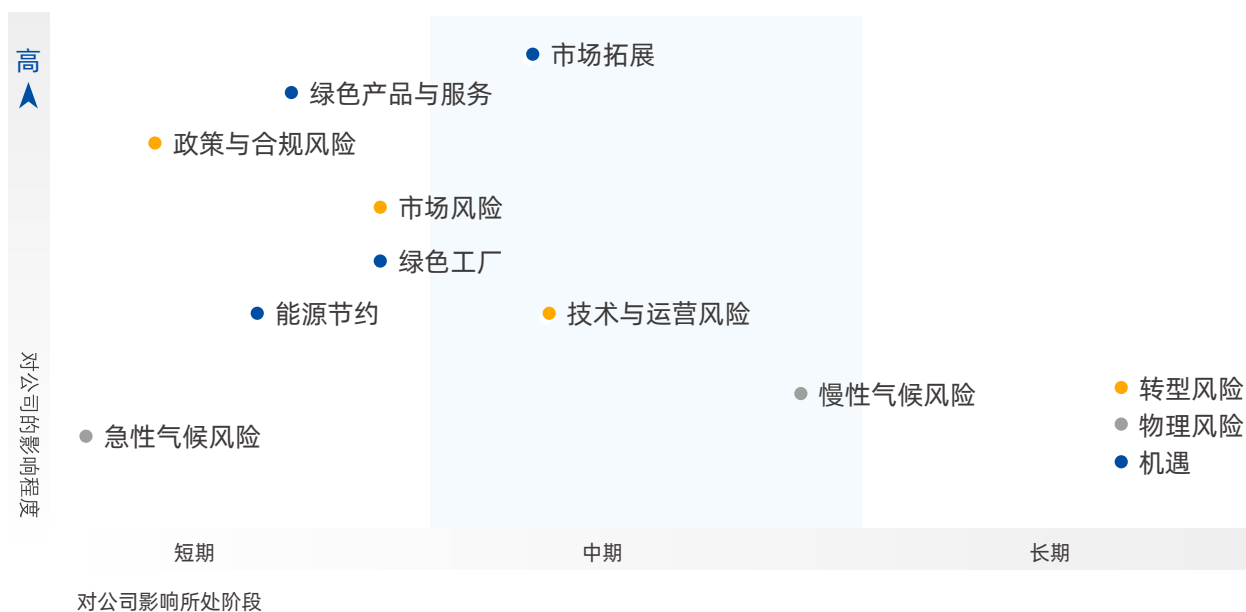 高
对公司的影响程度
市场拓展
绿色产品与服务
政策与合规风险
市场风险
绿色工厂
能源节约
技术与运营风险
慢性气候风险
急性气候风险
转型风险
物理风险
机遇
短期
中期
长期
对公司影响所处阶段